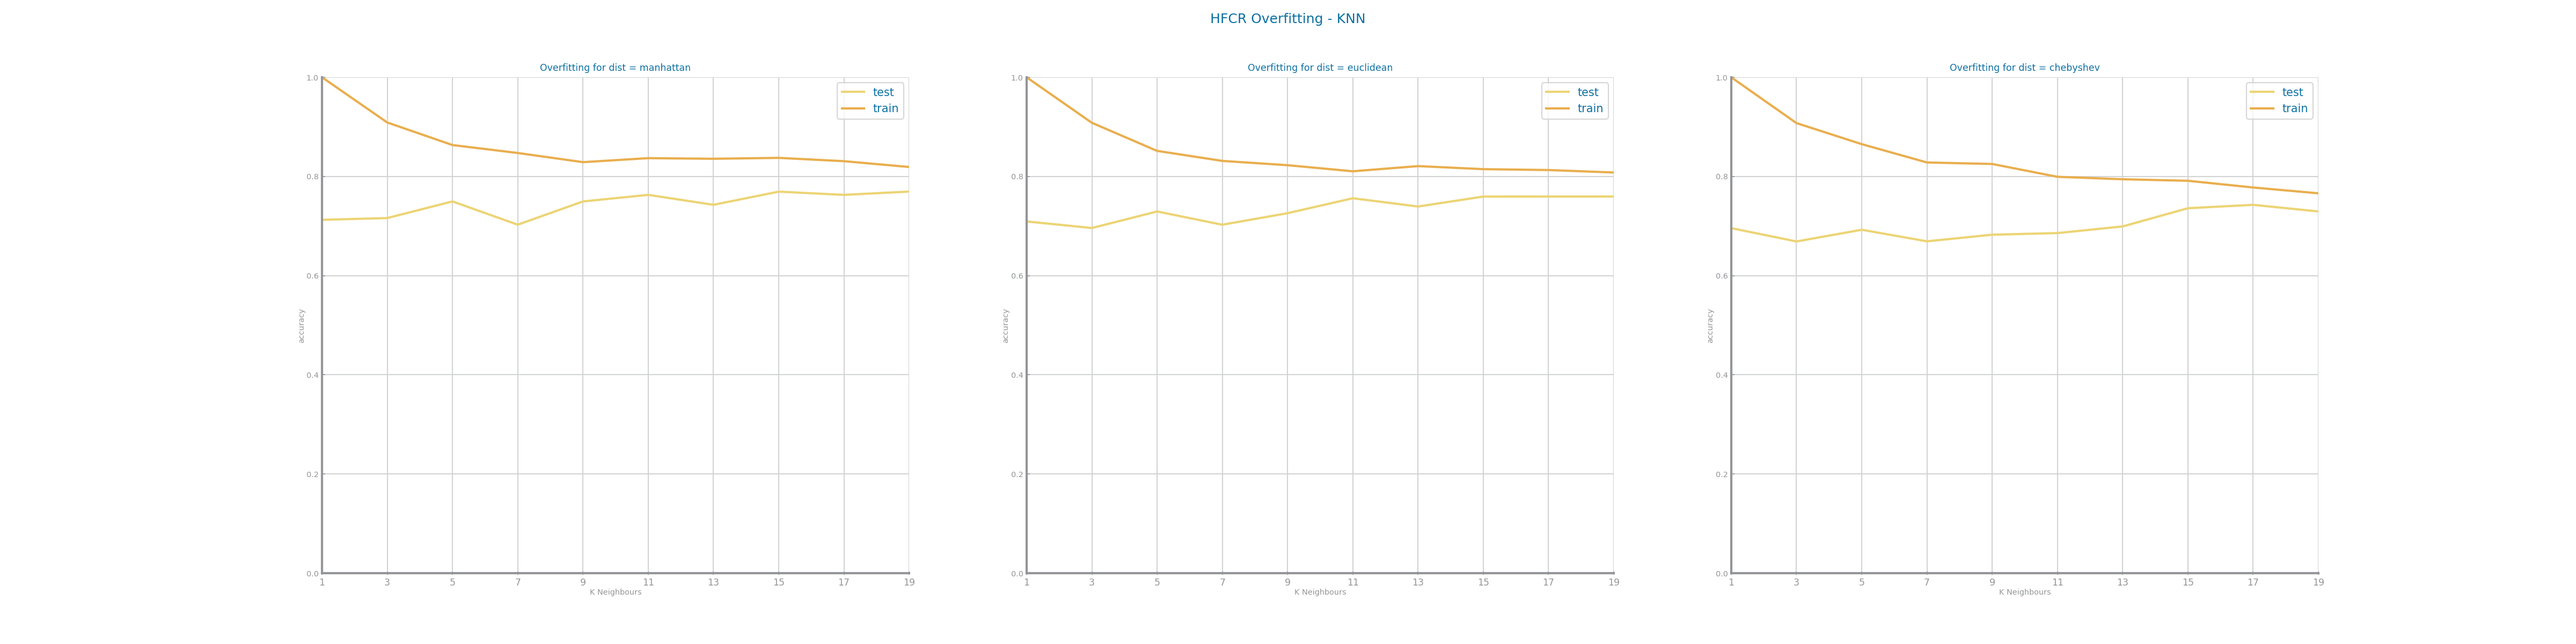 HFCR Overfitting - KNN
Overfitting for dist = manhattan
1.0
0.8
0.6
0.4
0.2
0.0
accuracy
test
train
1 3 5 7 9 11 13 15 17 19
K Neighbours
Overfitting for dist = euclidean
1.0
0.8
0.6
0.4
0.2
0.0
accuracy
test
train
1 3 5 7 9 11 13 15 17 19
K Neighbours
Overfitting for dist = chebyshev
1.0
0.8
0.6
0.4
0.2
0.0
accuracy
test
train
1 3 5 7 9 11 13 15 17 19
K Neighbours